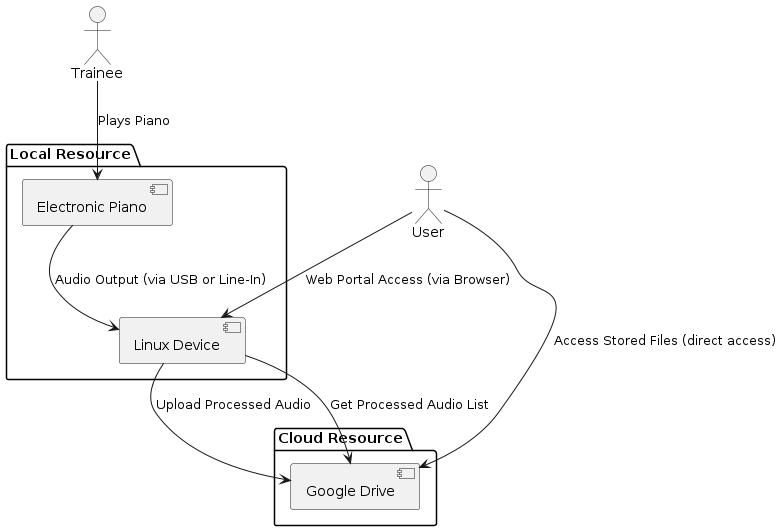 Trainee
Plays Piano
Local Resource
Electronic Piano
User
Audio Output (via USB or Line-In)
Web Portal Access (via Browser)
Linux Device
Access Stored Files (direct access)
Upload Processed Audio
Get Processed Audio List
Cloud Resource
Google Drive